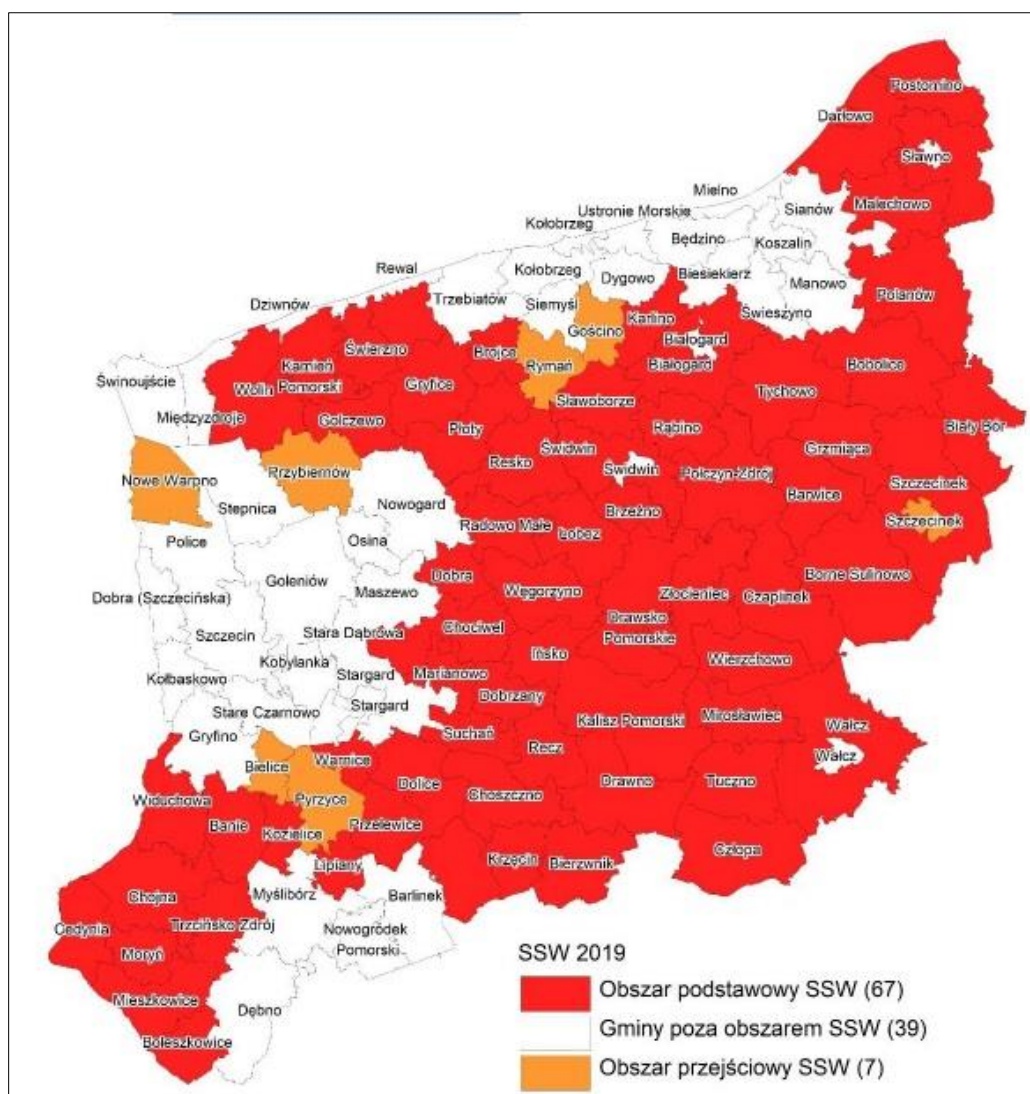 Postomino
Darłowo
Sławno
Mielno
Sianów
Malechowo
Ustronie Morskie
Kołobrzeg
Będzino
Koszalin
Rewal
Kołobrzeg
Dygowo
Biesiekierz
Manowo
Polanów
Dziwnów
Trzebiatów
Siemyśl
Świeszyno
Gościno
Karlino
Białogard
Świerzno
Brojce
Rymań
Białogard
Bobolice
Kamień
Pomorski
Świnoujście
Wolin
Gryfice
Tychowo
Sławoborze
Międzyzdroje
Golczewo
Płoty
Rąbino
Biały Bór
Świdwin
Grzmiąca
Resko
Świdwin
Połczyn-Zdrój
Przybiernów
Nowe Warpno
Szczecinek
Barwice
Stepnica
Nowogard
Brzeżno
Szczecinek
Radowo Małe
Łobez
Police
Osina
Goleniów
Dobra
Borne Sulinowo
Węgorzyno
Złocieniec
Czaplinek
Dobra (Szczecińska)
Maszewo
Drawsko
Pomorskie
Szczecin
Stara Dąbrowa
Chociwel
Ińsko
Wierzchowo
Kobylanka
Stargard
Marianowo
Kołbaskowo
Dobrzany
Stargard
Stare Czarnowo
Kalisz Pomorski
Mirosławiec
Suchań
Wałcz
Gryfino
Recz
Wałcz
Bielice
Warnice
Dolice
Drawno
Tuczno
Widuchowa
Pyrzyce
Choszczno
Banie
Kozielice
Przelewice
Człopa
Lipiany
Krzęcin
Bierzwnik
Chojna
Myślibórz
Barlinek
Cedynia
Trzcińsko Zdrój
Nowogródek
Pomorski
Moryń
Mieszkowice
Dębno
Boleszkowice
SSW 2019
Obszar podstawowy SSW (67)
Gminy poza obszarem SSW (39)
Obszar przejściowy SSW (7)